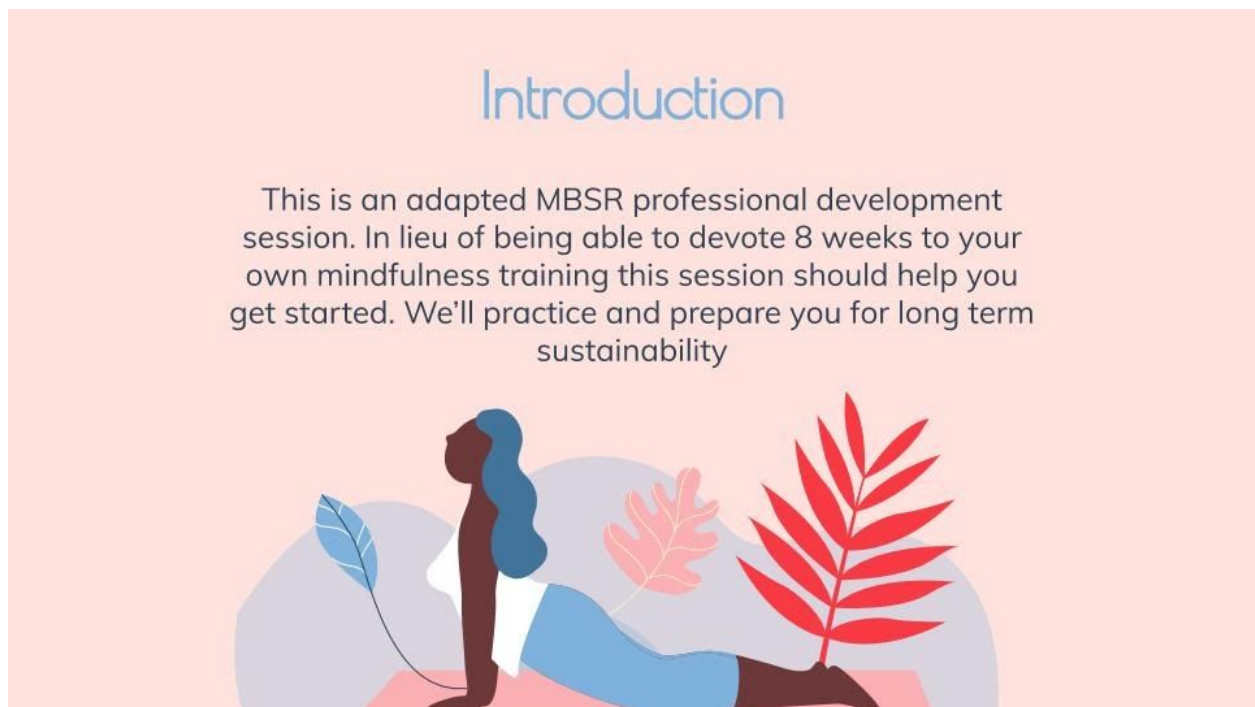 Introduction
This is an adapted MBSR professional development
session. In lieu of being able to devote 8 weeks to your
own mindfulness training this session should help you
get started. We’ll practice and prepare you for long term
sustainability